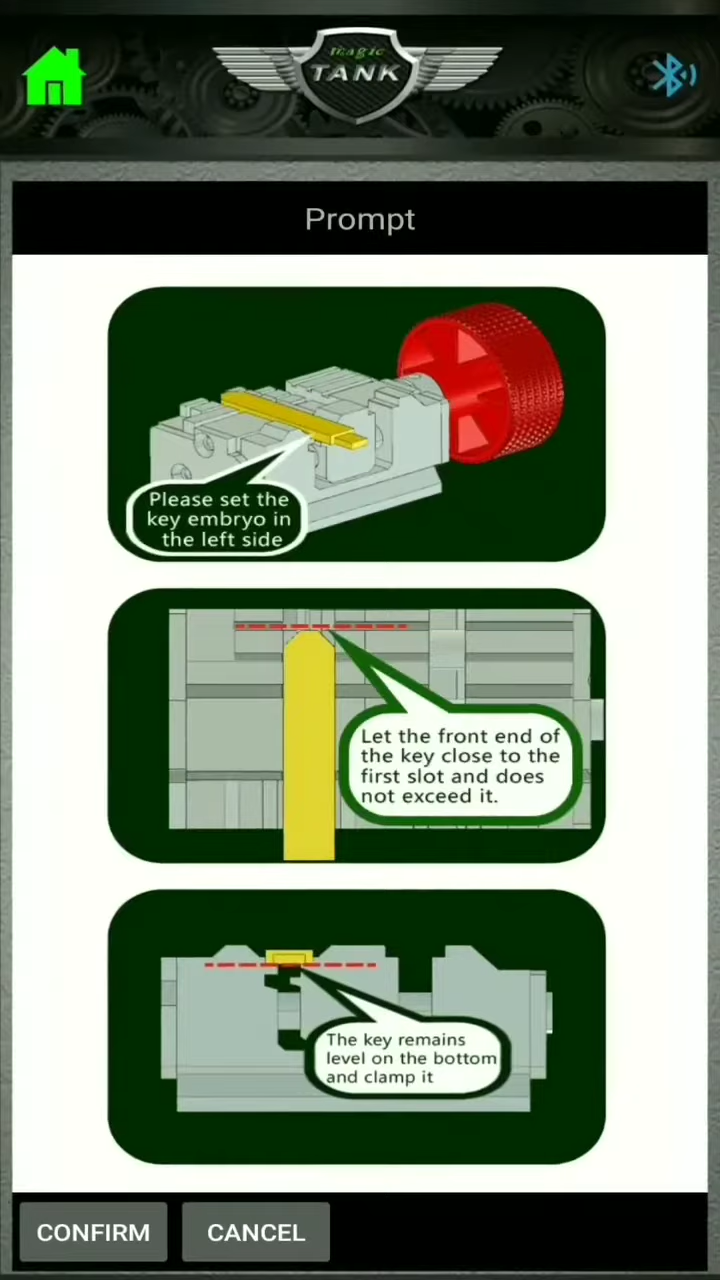 Magic
TANK
Prompt
Please set the
key embryo in
the left side
Let the front end of
the key close to the
first slot and does
not exceed it.
The key remains
level on the bottom
and clamp it
CONFIRM
CANCEL